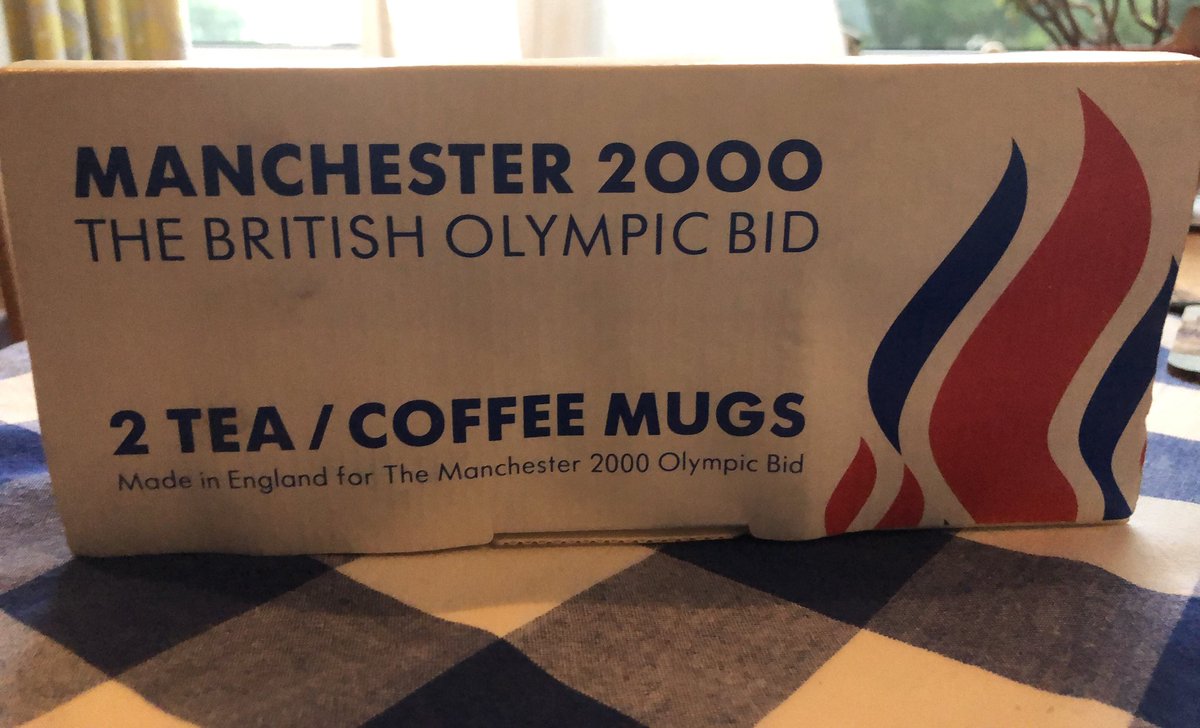 MANCHESTER 2000
THE BRITISH OLYMPIC BID
2 TEA / COFFEE MUGS
Made in England for The Manchester 2000 Olympic Bid